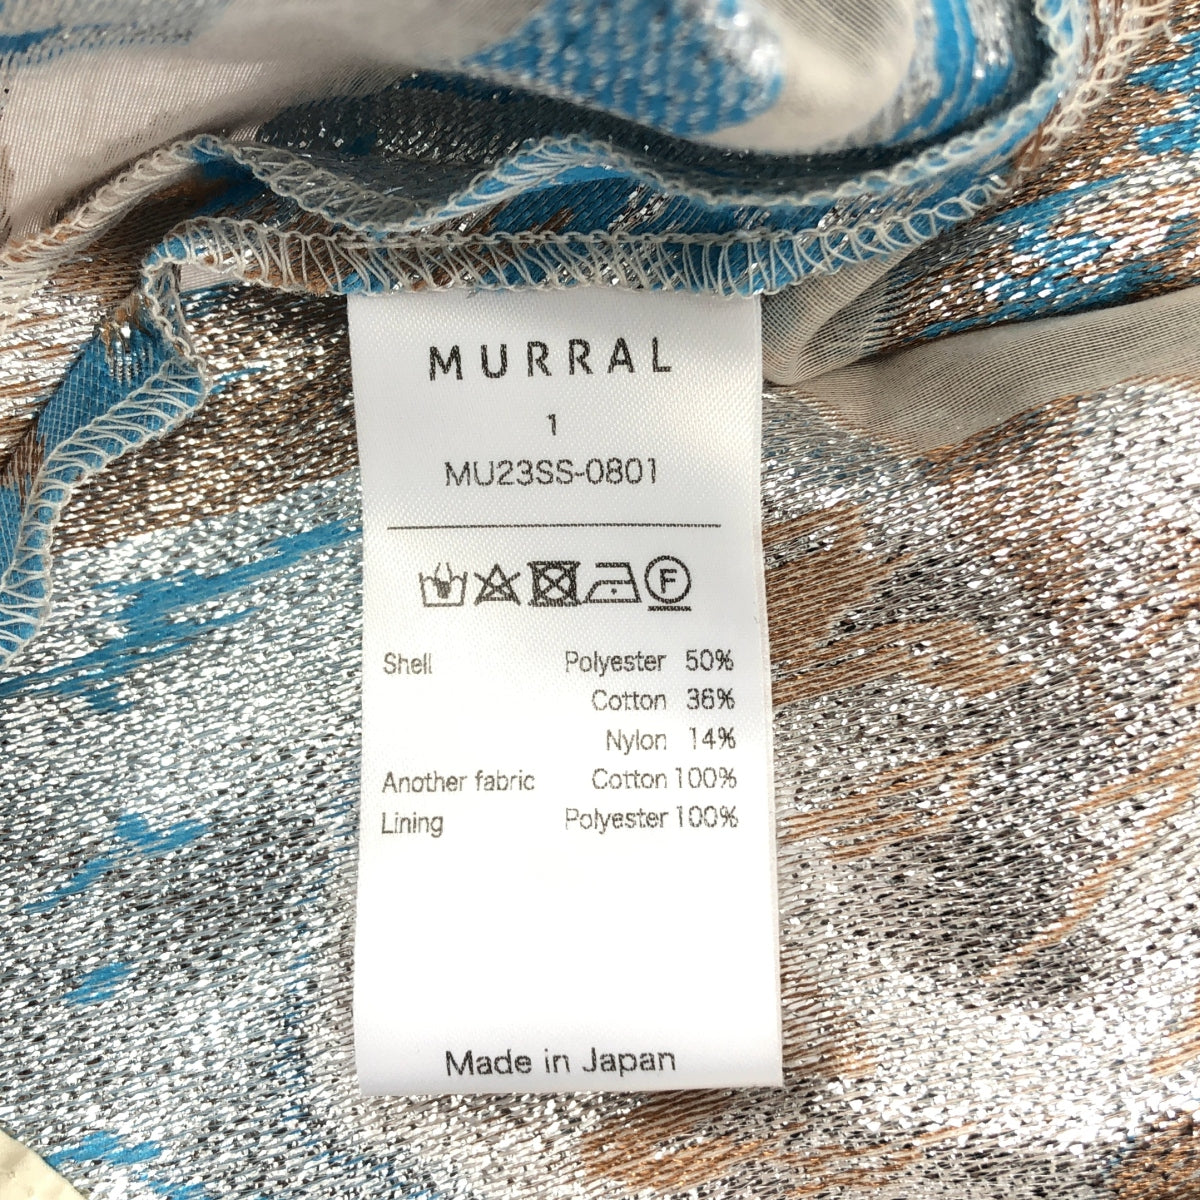 MURRAL
1
MU23SS-0801
F
Shell Polyester 50%
Cotton 36%
Nylon 14%
Another fabric Cotton 100%
Lining Polyester 100%
Made in Japan